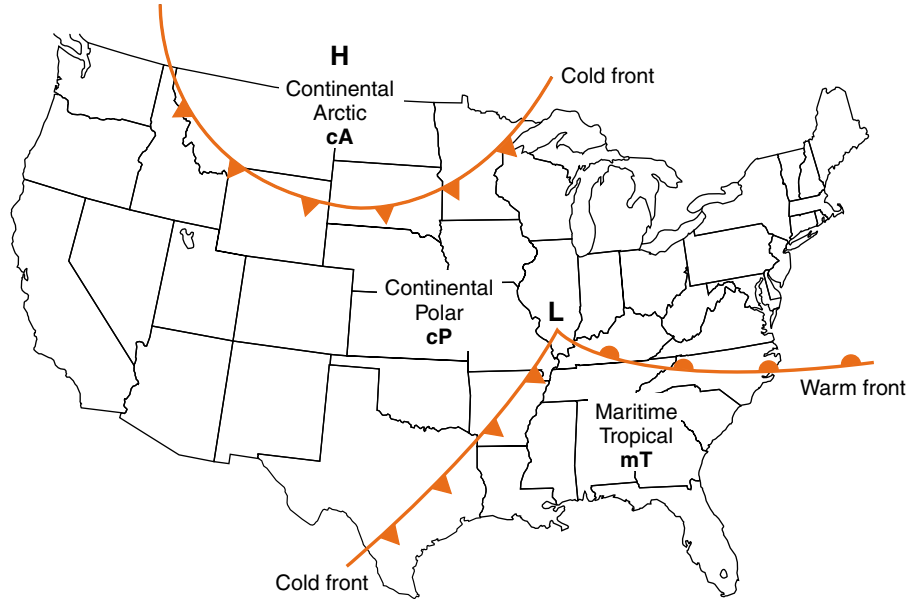 H
Continental
Arctic
cA
Cold front
Continental
Polar
cP
L
Warm front
Maritime
Tropical
mT
Cold front